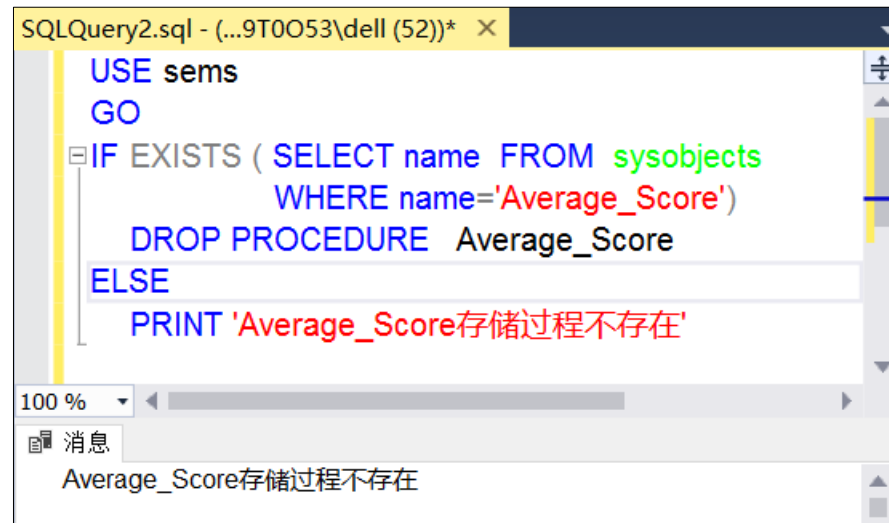 SQLQuery2.sql - (...9T0O53\dell (52))*
USE sems
GO
IF EXISTS ( SELECT name FROM sysobjects
WHERE name='Average_Score')
DROP PROCEDURE Average_Score
ELSE
PRINT 'Average_Score存储过程不存在'
100 %
消息
Average_Score存储过程不存在